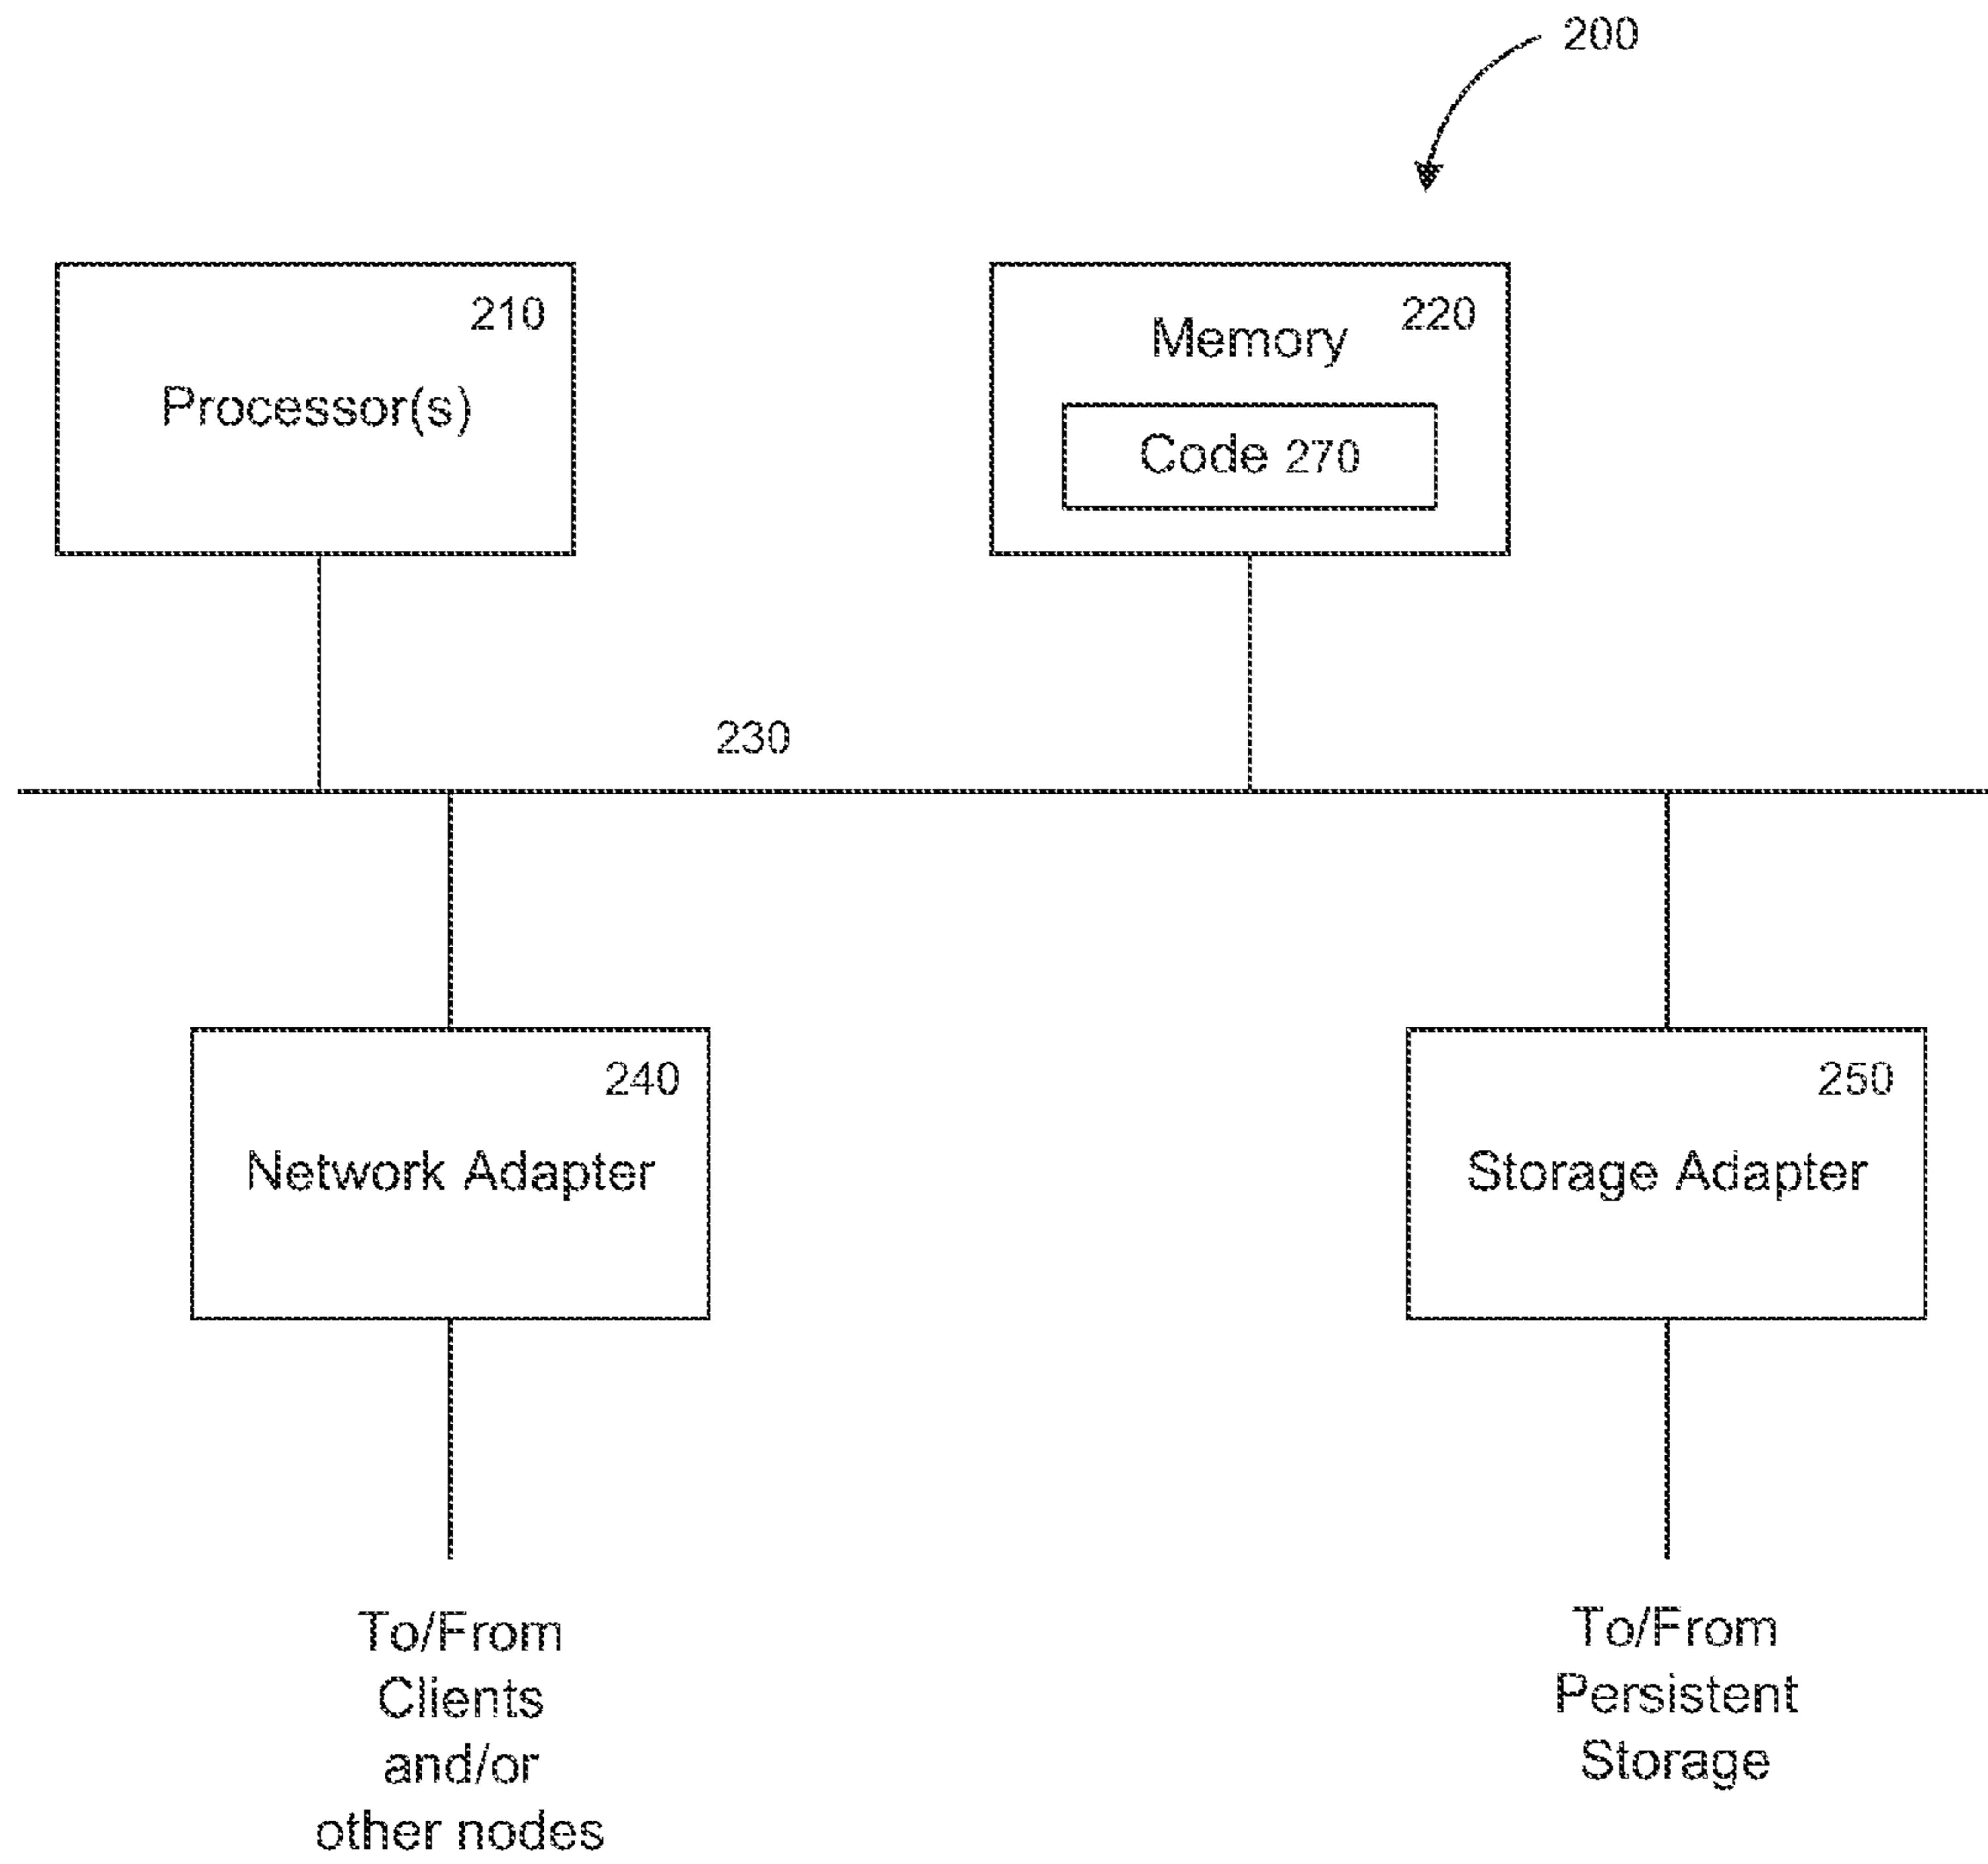 200
210
Processor(s)
220
Memory
Code 270
230
240
Network Adapter
250
Storage Adapter
To/From
Clients
and/or
other nodes
To/From
Persistent
Storage